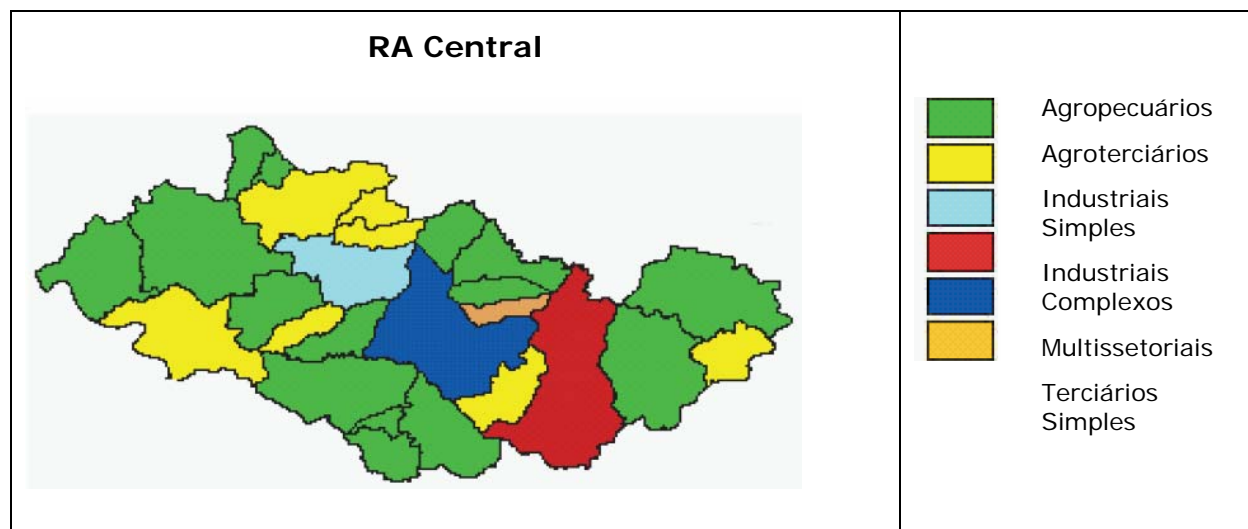 RA Central
Agropecuários
Agroterciários
Industriais
Simples
Industriais
Complexos
Multissetoriais
Terciários
Simples